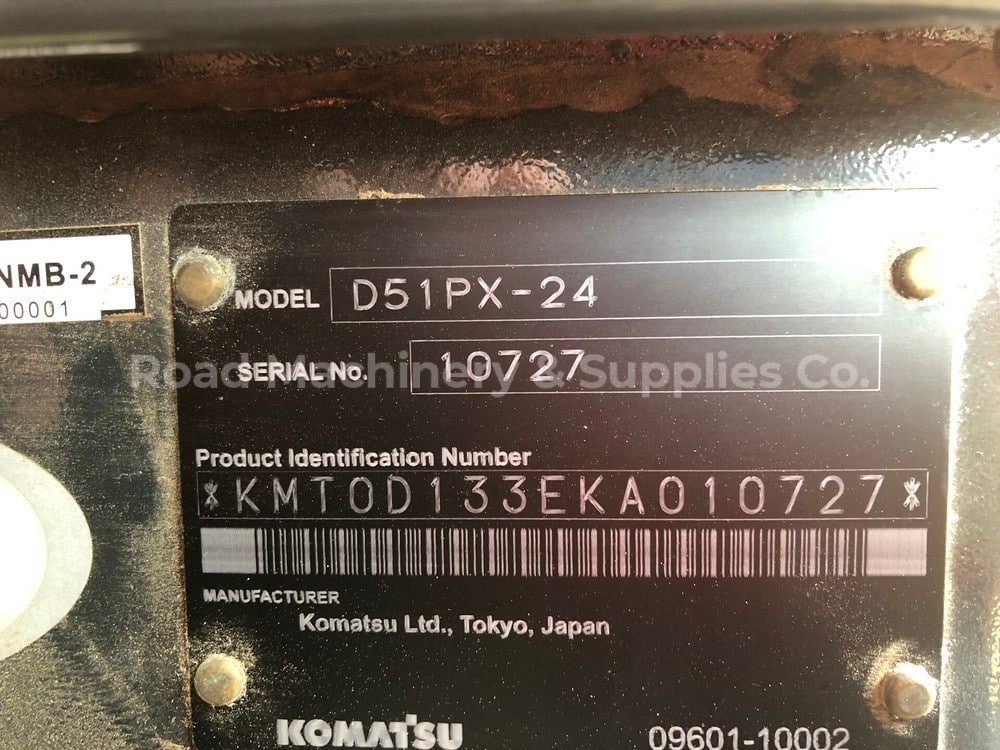 NMB-2
00001
MODEL D51PX-24
SERIAL No. 10727
Road Machinery & Supplies Co.
Product Identification Number
*KMT0D133EKA010727*
MANUFACTURER
Komatsu Ltd., Tokyo, Japan
KOMATSU 09601-10002